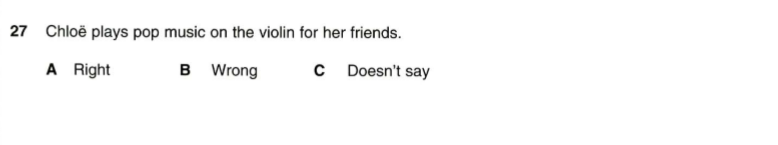 27 Chloë plays pop music on the violin for her friends.
A Right B Wrong C Doesn't say